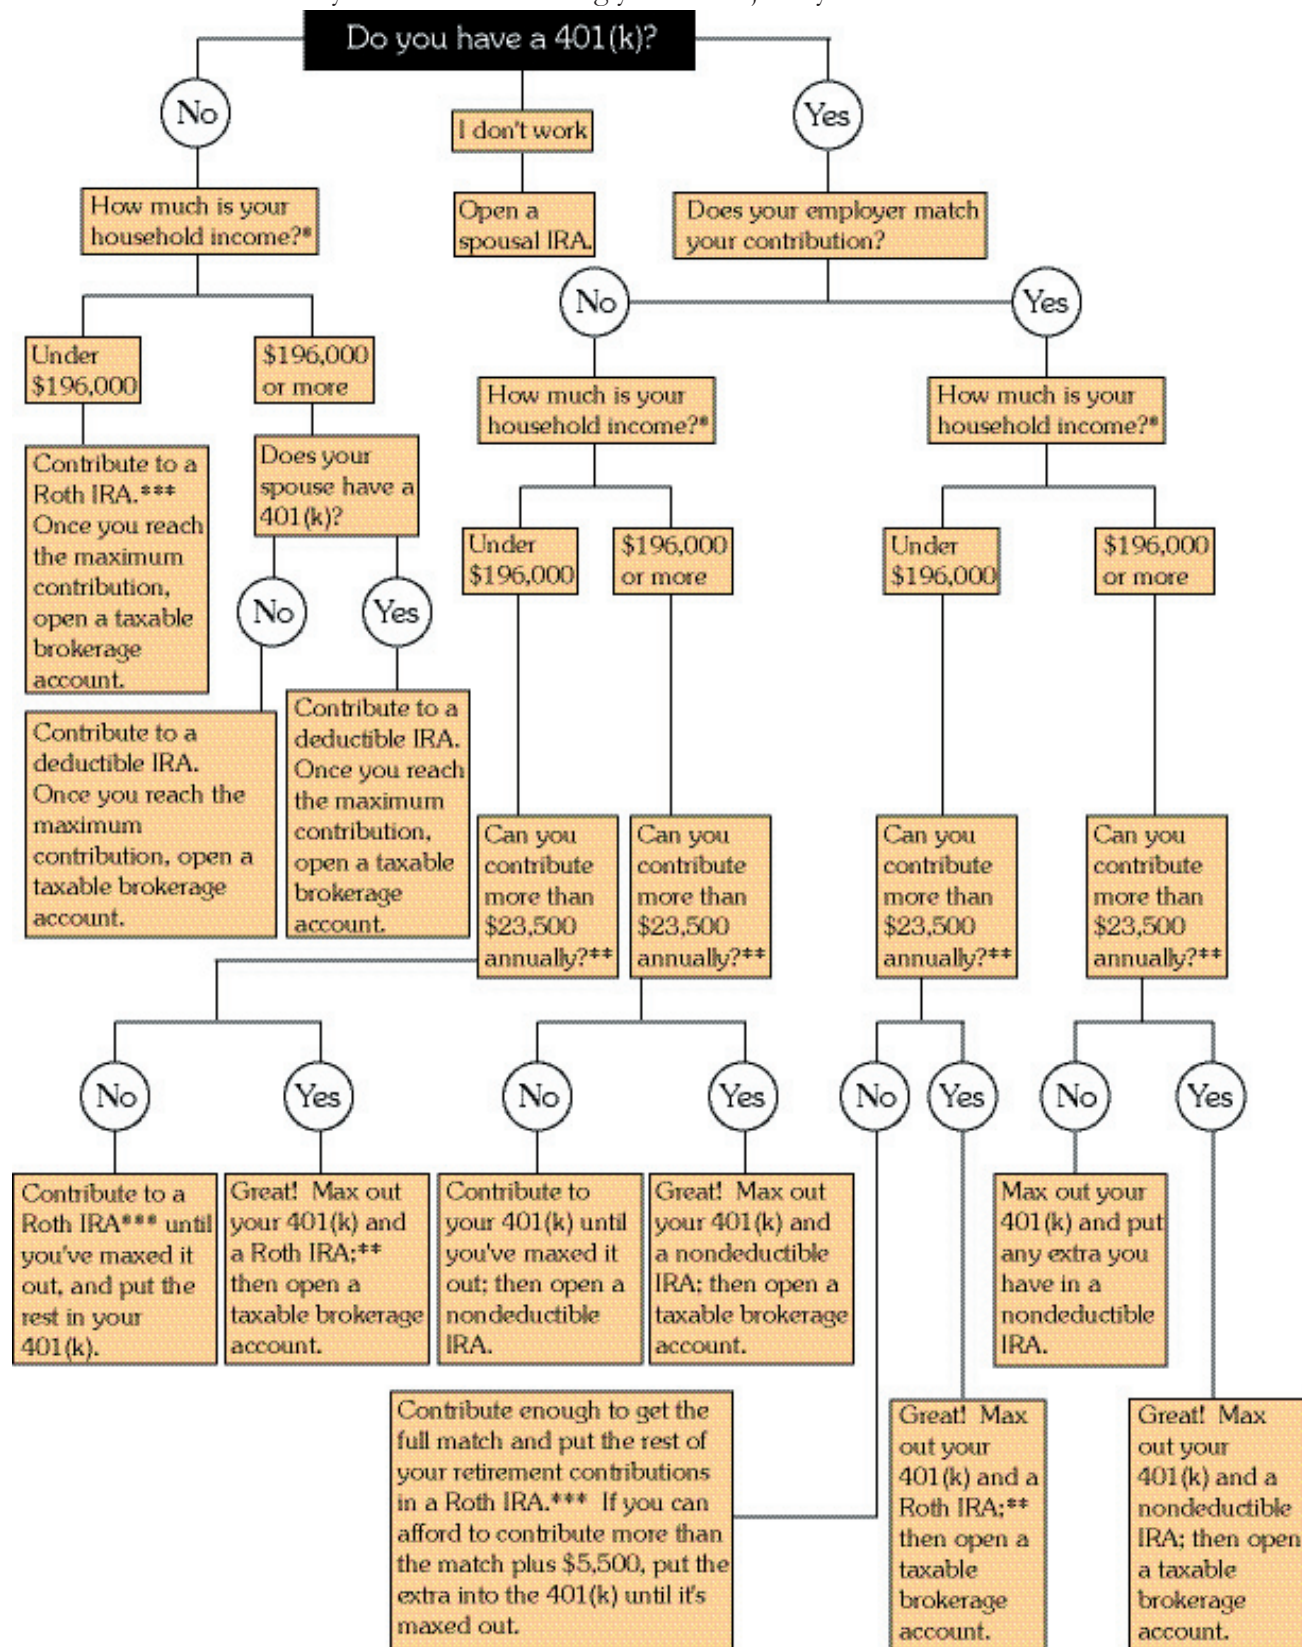 Do you have a 401(k)?
No
I don't work
Yes
How much is your
household income?*
Open a
spousal IRA.
Does your employer match
your contribution?
No
Yes
Under
$196,000
$196,000
or more
How much is your
household income?*
How much is your
household income?*
Contribute to a
Roth IRA.***
Once you reach
the maximum
contribution,
open a taxable
brokerage
account.
Does your
spouse have a
401(k)?
No
Yes
Under
$196,000
$196,000
or more
Under
$196,000
$196,000
or more
Contribute to a
deductible IRA.
Once you reach the
maximum
contribution, open a
taxable brokerage
account.
Contribute to a
deductible IRA.
Once you reach
the maximum
contribution,
open a taxable
brokerage
account.
Can you
contribute
more than
$23,500
annually?**
Can you
contribute
more than
$23,500
annually?**
Can you
contribute
more than
$23,500
annually?**
Can you
contribute
more than
$23,500
annually?**
No
Yes
No
Yes
No
Yes
No
Yes
Contribute to a
Roth IRA*** until
you've maxed it
out, and put the
rest in your
401(k).
Great! Max out
your 401(k) and
a Roth IRA;**
then open a
taxable brokerage
account.
Contribute to
your 401(k) until
you've maxed it
out; then open a
nondeductible
IRA.
Great! Max out
your 401(k) and
a nondeductible
IRA; then open a
taxable brokerage
account.
Max out your
401(k) and put
any extra you
have in a
nondeductible
IRA.
Contribute enough to get the
full match and put the rest of
your retirement contributions
in a Roth IRA.*** If you can
afford to contribute more than
the match plus $5,500, put the
extra into the 401(k) until it's
maxed out.
Great! Max
out your
401(k) and a
Roth IRA;**
then open a
taxable
brokerage
account.
Great! Max
out your
401(k) and a
nondeductible
IRA; then open
a taxable
brokerage
account.